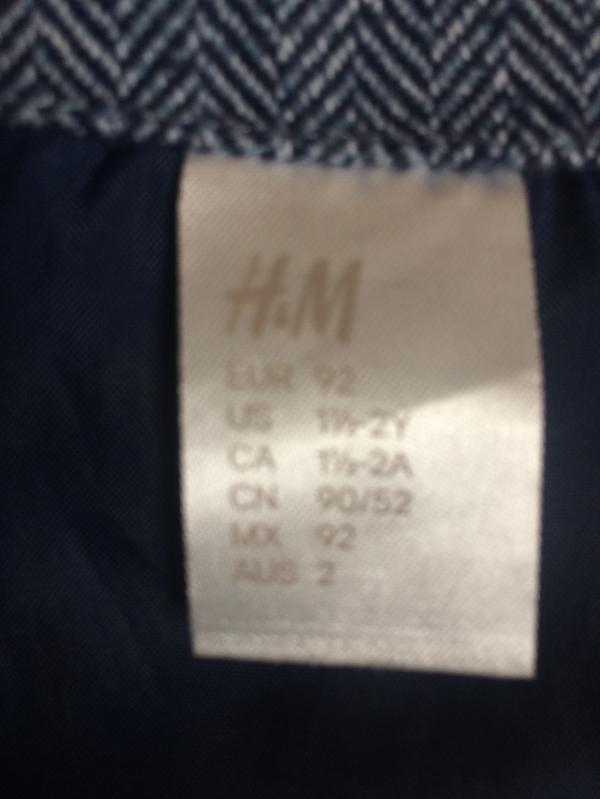 H&M
EUR 92
US 1½-2Y
CA 1½-2A
CN 90/52
MX 92
AUS 2